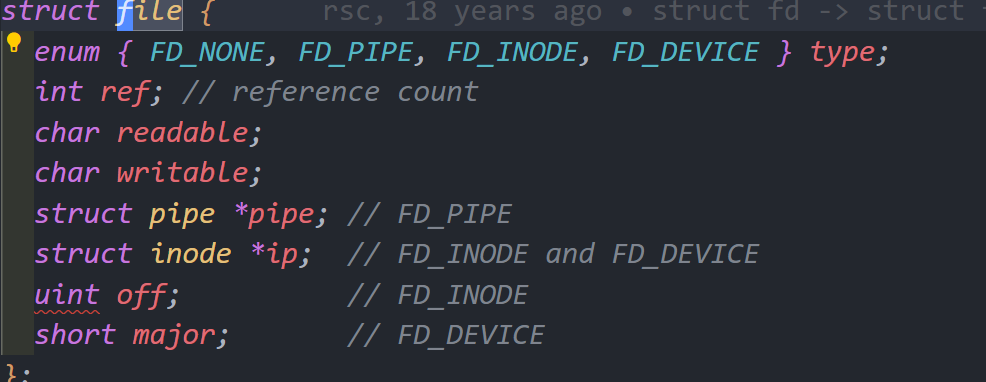 struct file {          rsc, 18 years ago • struct fd -> struct
  enum { FD_NONE, FD_PIPE, FD_INODE, FD_DEVICE } type;
  int ref; // reference count
  char readable;
  char writable;
  struct pipe *pipe; // FD_PIPE
  struct inode *ip;  // FD_INODE and FD_DEVICE
  uint off;          // FD_INODE
  short major;       // FD_DEVICE
};